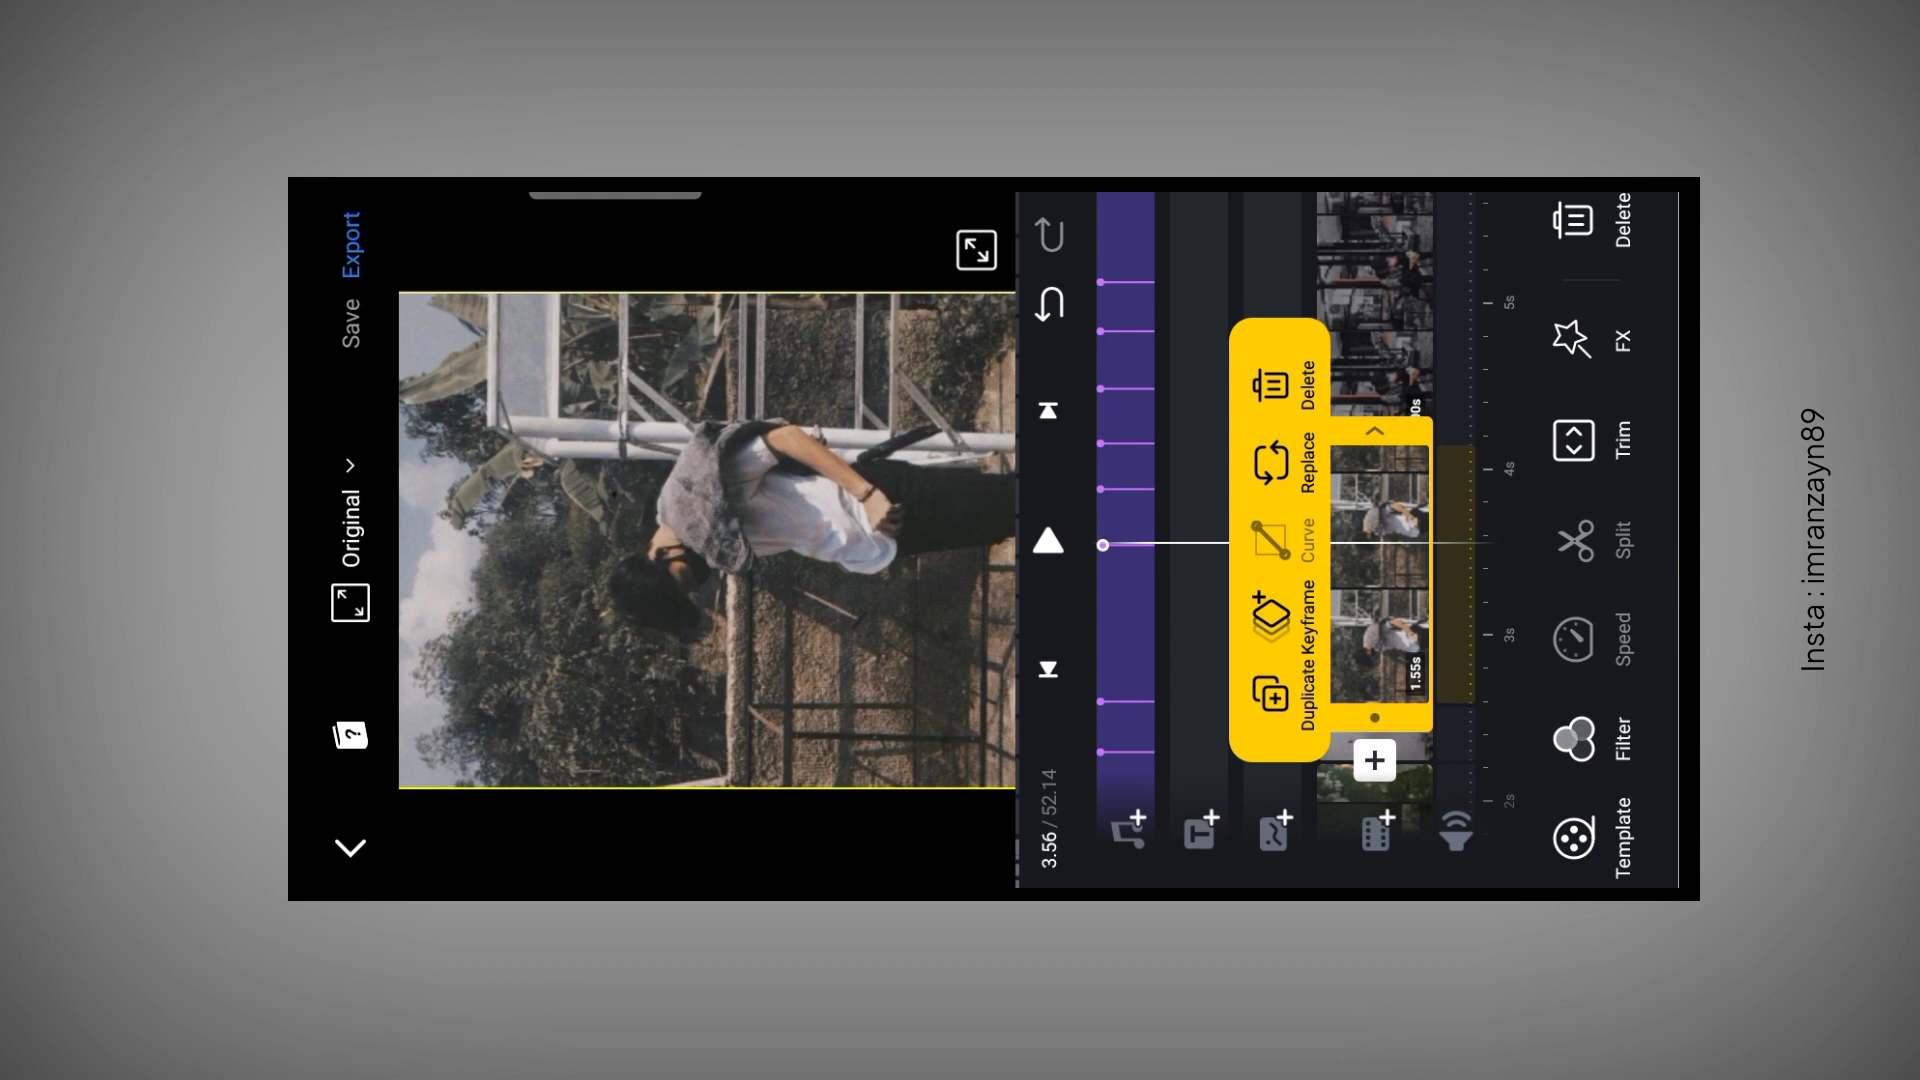 Original
Save
Export
3.56 / 52.14
Duplicate
Keyframe
Curve
Replace
Delete
1.55s
00s
2s
3s
4s
5s
Template
Filter
Speed
Split
Trim
FX
Delete
Insta : imranzayn89